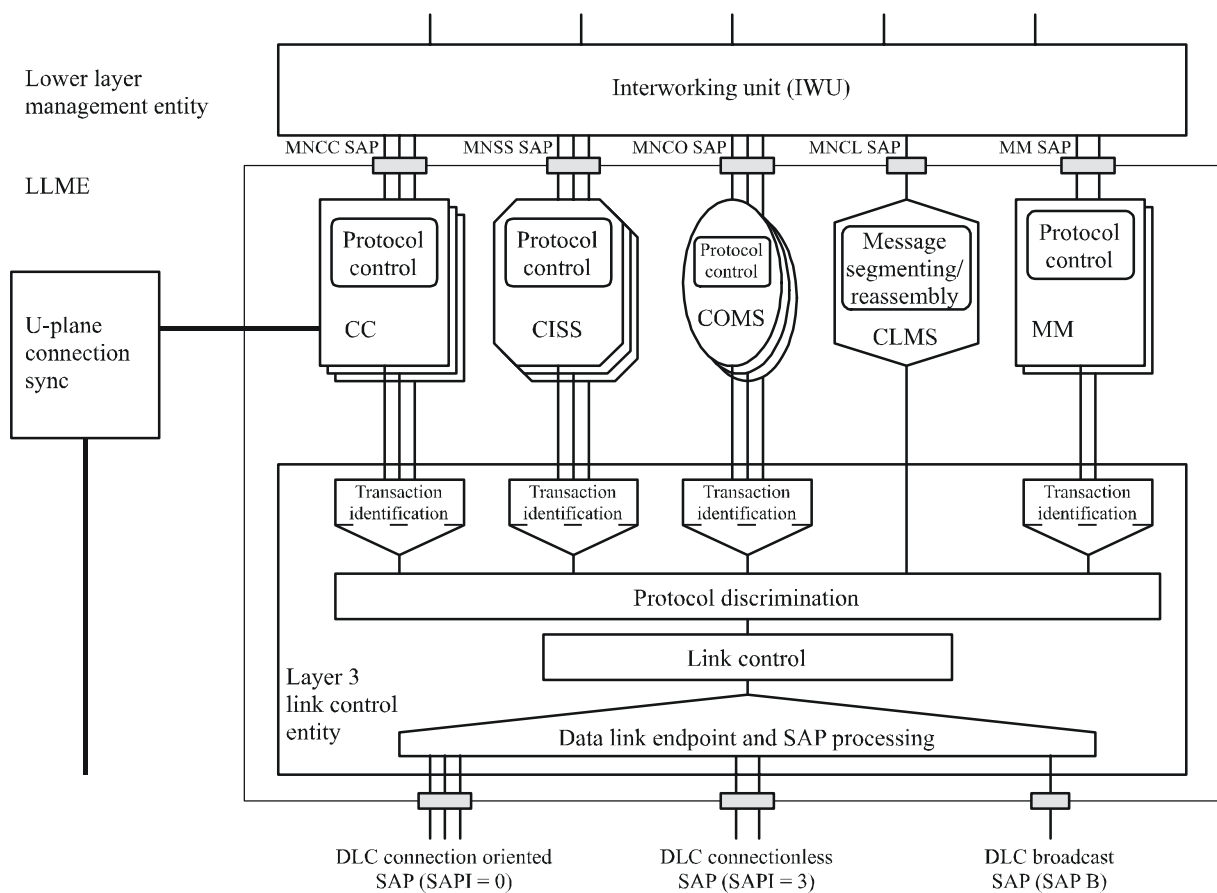 Lower layer
management entity
Interworking unit (IWU)
MNCC SAP
MNSS SAP
MNCO SAP
MNCL SAP
MM SAP
LLME
Protocol
control
CC
Protocol
control
CISS
Protocol
control
COMS
Message
segmenting/
reassembly
CLMS
Protocol
control
MM
U-plane
connection
sync
Transaction
identification
Transaction
identification
Transaction
identification
Transaction
identification
Protocol discrimination
Link control
Layer 3
link control
entity
Data link endpoint and SAP processing
DLC connection oriented
SAP (SAPI = 0)
DLC connectionless
SAP (SAPI = 3)
DLC broadcast
SAP (SAP B)